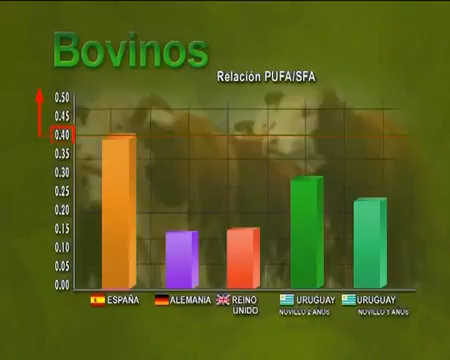 Bovinos
Relación PUFA/SFA
0.50
0.45
0.40
0.35
0.30
0.25
0.20
0.15
0.10
0.05
0.00
ESPAÑA
ALEMANIA
REINO
UNIDO
URUGUAY
NOVILLO 2 AÑOS
URUGUAY
NOVILLO 3 AÑOS